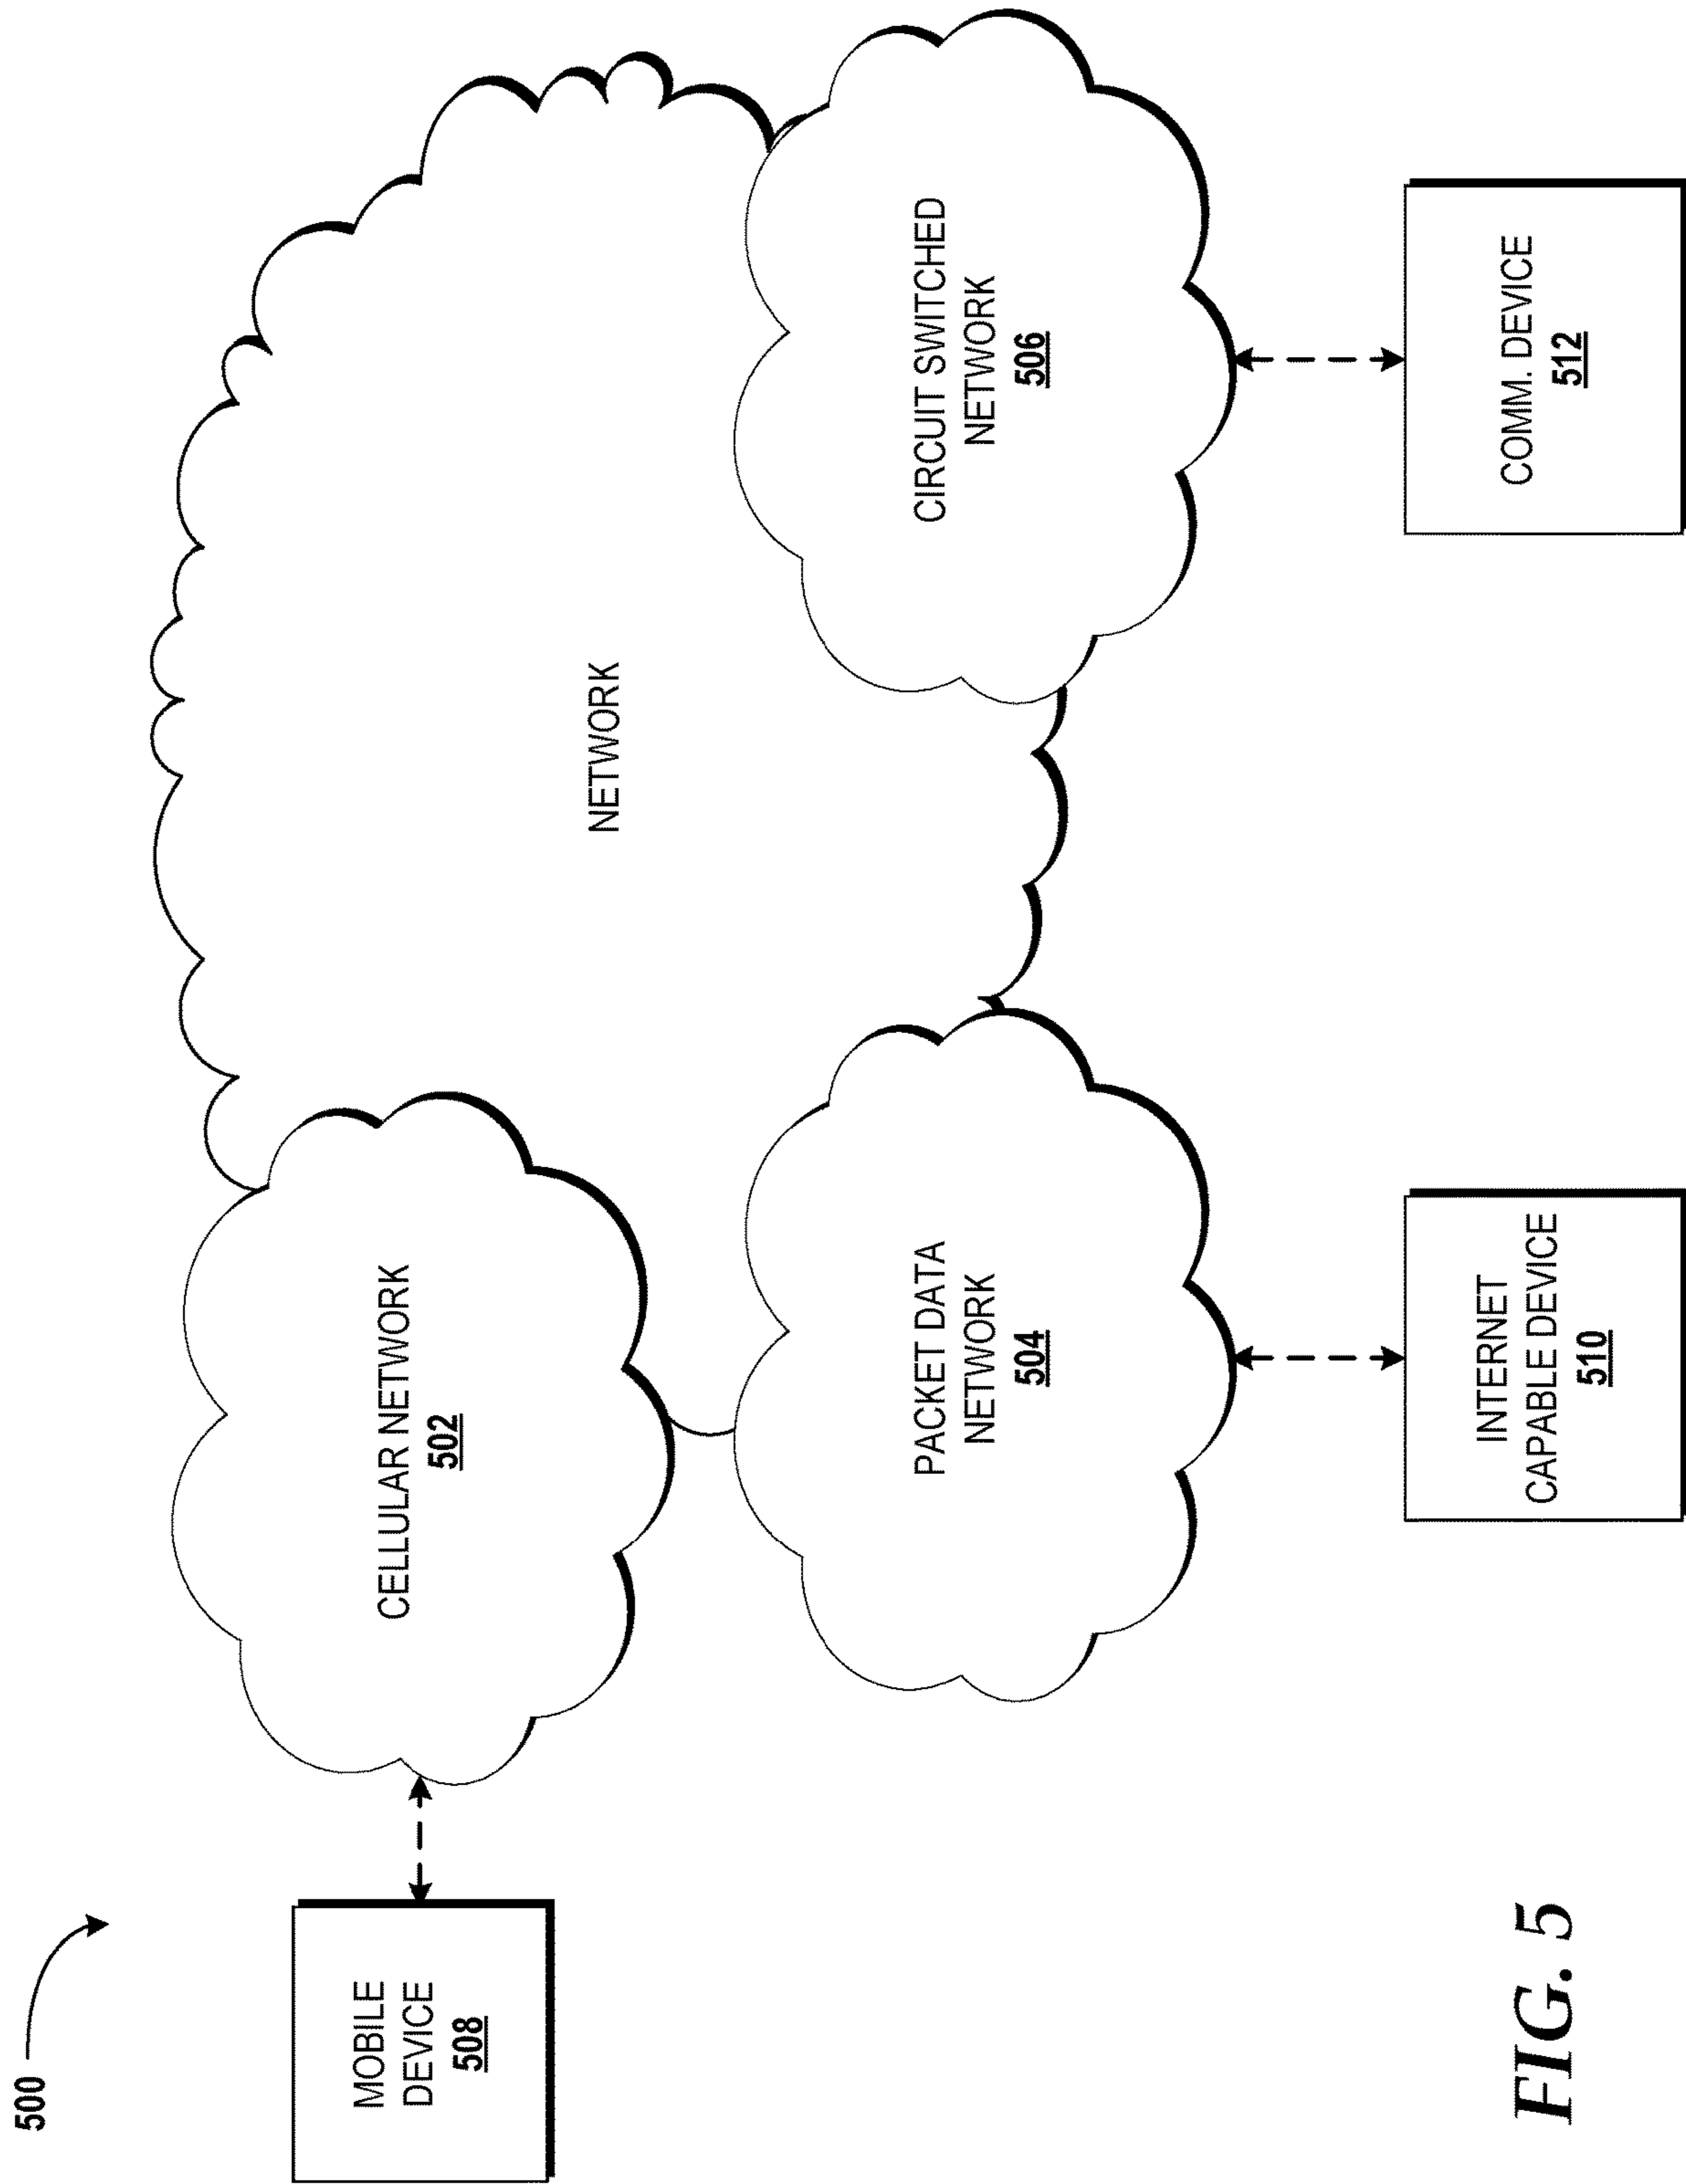 500
MOBILE
DEVICE
508
CELLULAR NETWORK
502
NETWORK
PACKET DATA
NETWORK
504
CIRCUIT SWITCHED
NETWORK
506
INTERNET
CAPABLE DEVICE
510
COMM. DEVICE
512
FIG. 5